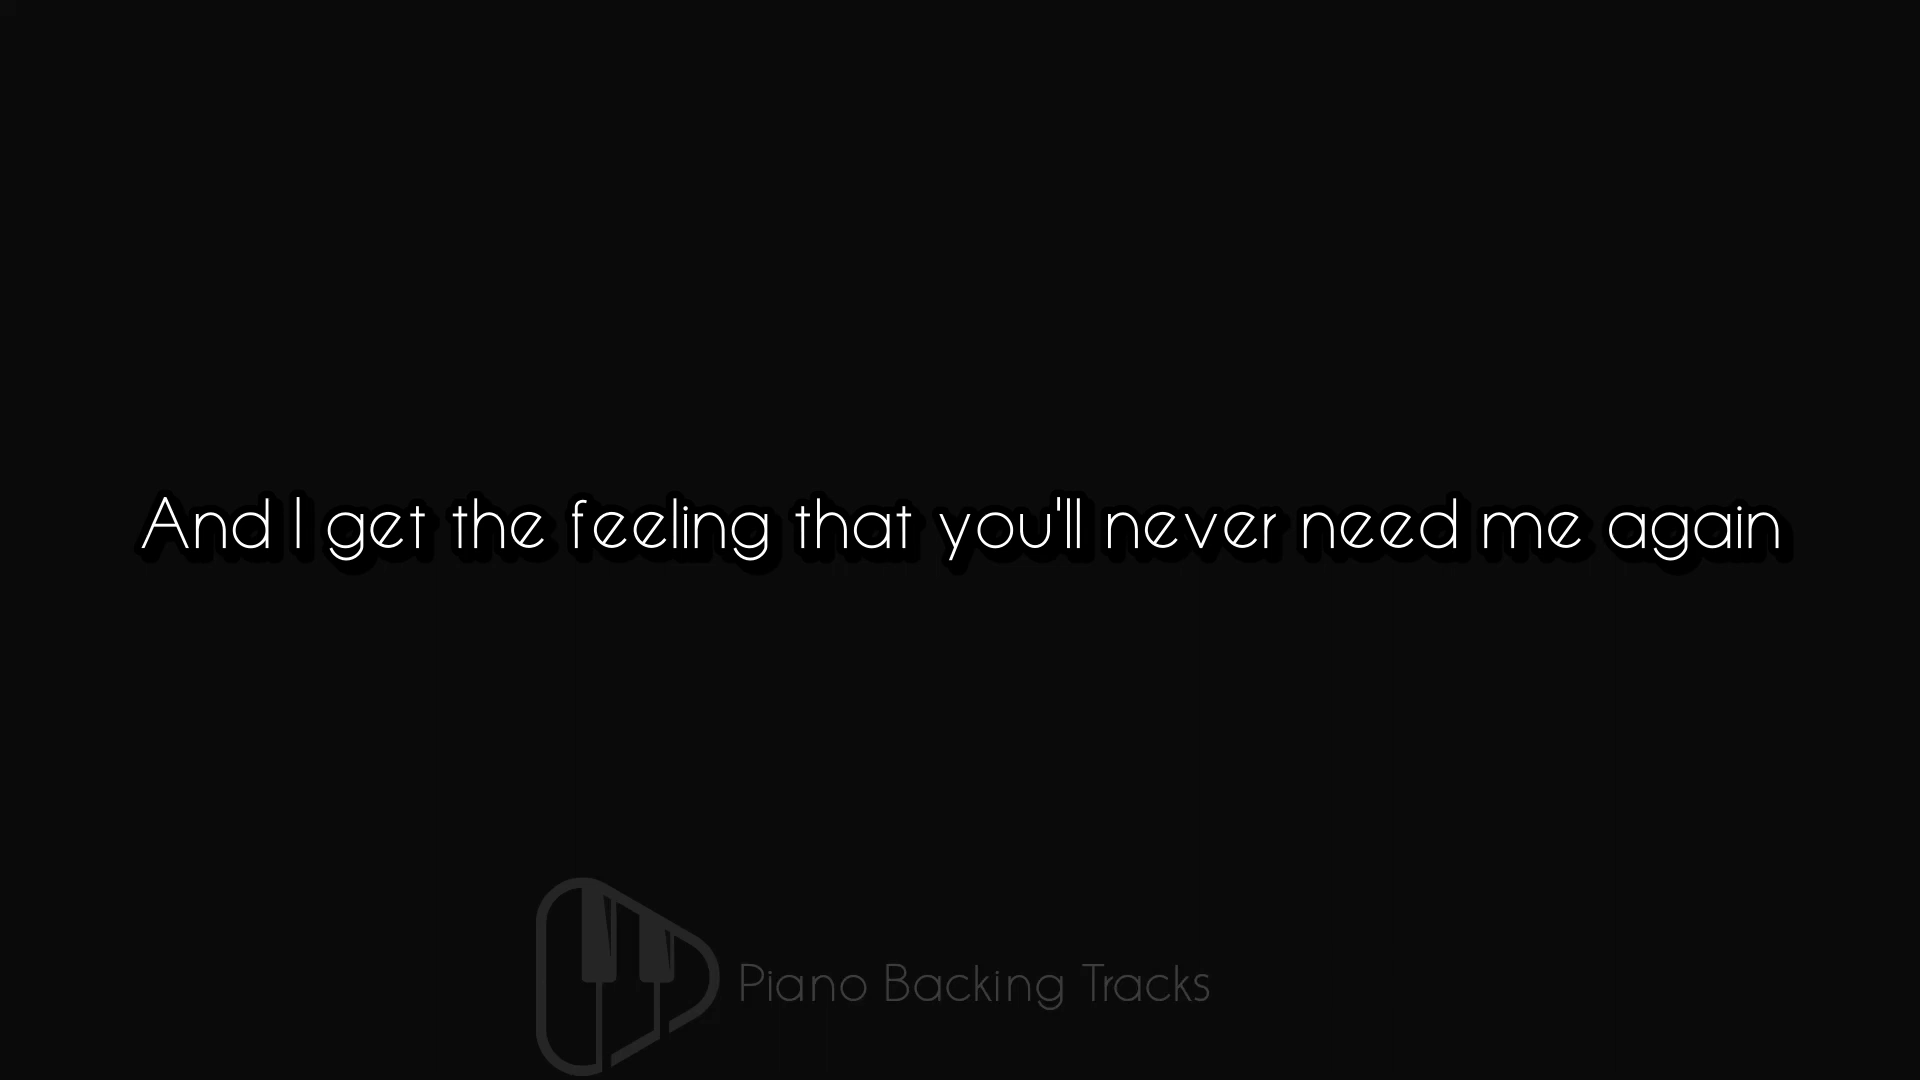 And I get the feeling that you'll never need me again
Piano Backing Tracks